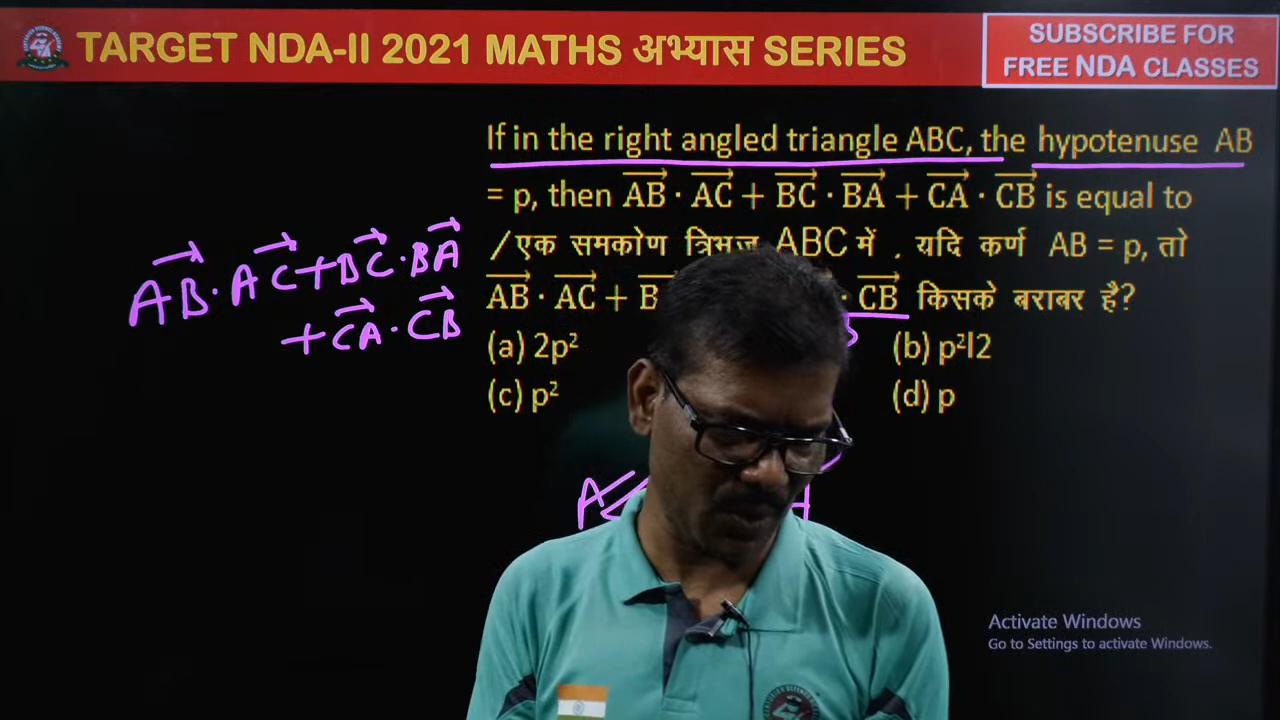 TARGET NDA-II 2021 MATHS अभ्यास SERIES
SUBSCRIBE FOR
FREE NDA CLASSES
If in the right angled triangle ABC, the hypotenuse AB
= p, then AB · AC + BC · BA + CA · CB is equal to
/एक समकोण त्रिभुज ABC में , यदि कर्ण AB = p, तो
AB · AC + B · CB किसके बराबर है?
(a) 2p² (b) p²l2
(c) p² (d) p
AB · AC + BC · BA
+ CA · CB
A
Activate Windows
Go to Settings to activate Windows.